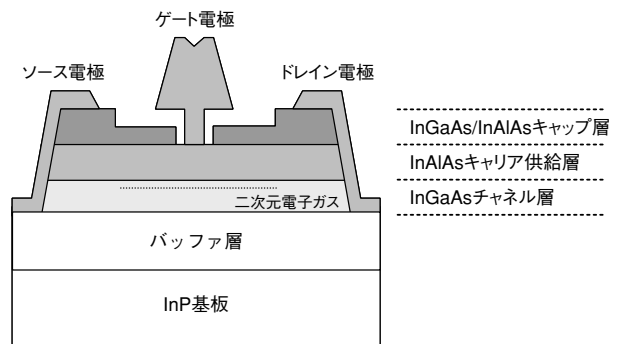 ゲート電極
ソース電極
ドレイン電極
InGaAs/InAlAsキャップ層
InAlAsキャリア供給層
InGaAsチャネル層
二次元電子ガス
バッファ層
InP基板